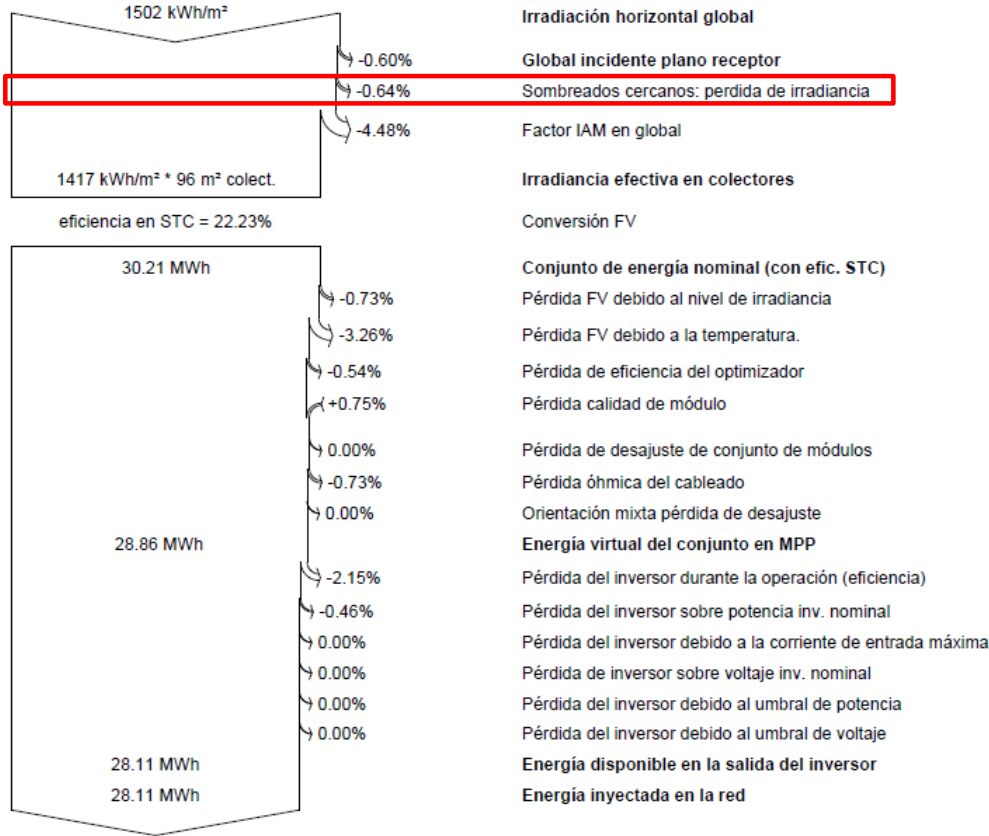 1502 kWh/m² Irradiación horizontal global
-0.60% Global incidente plano receptor
-0.64% Sombreados cercanos: perdida de irradiancia
-4.48% Factor IAM en global
1417 kWh/m² * 96 m² colect. Irradiancia efectiva en colectores
eficiencia en STC = 22.23% Conversión FV
30.21 MWh Conjunto de energía nominal (con efic. STC)
-0.73% Pérdida FV debido al nivel de irradiancia
-3.26% Pérdida FV debido a la temperatura.
-0.54% Pérdida de eficiencia del optimizador
+0.75% Pérdida calidad de módulo
0.00% Pérdida de desajuste de conjunto de módulos
-0.73% Pérdida óhmica del cableado
0.00% Orientación mixta pérdida de desajuste
28.86 MWh Energía virtual del conjunto en MPP
-2.15% Pérdida del inversor durante la operación (eficiencia)
-0.46% Pérdida del inversor sobre potencia inv. nominal
0.00% Pérdida del inversor debido a la corriente de entrada máxima
0.00% Pérdida de inversor sobre voltaje inv. nominal
0.00% Pérdida del inversor debido al umbral de potencia
0.00% Pérdida del inversor debido al umbral de voltaje
28.11 MWh Energía disponible en la salida del inversor
28.11 MWh Energía inyectada en la red